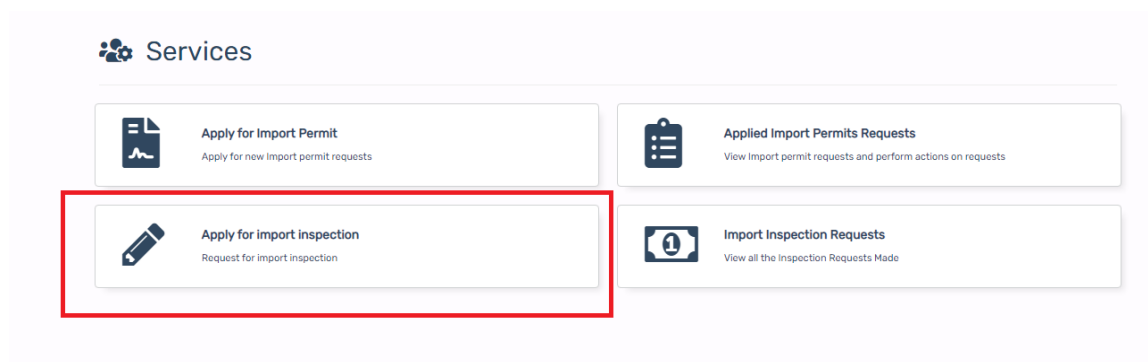 Services
Apply for Import Permit
Apply for new Import permit requests
Applied Import Permits Requests
View Import permit requests and perform actions on requests
Apply for import inspection
Request for import inspection
1
Import Inspection Requests
View all the Inspection Requests Made